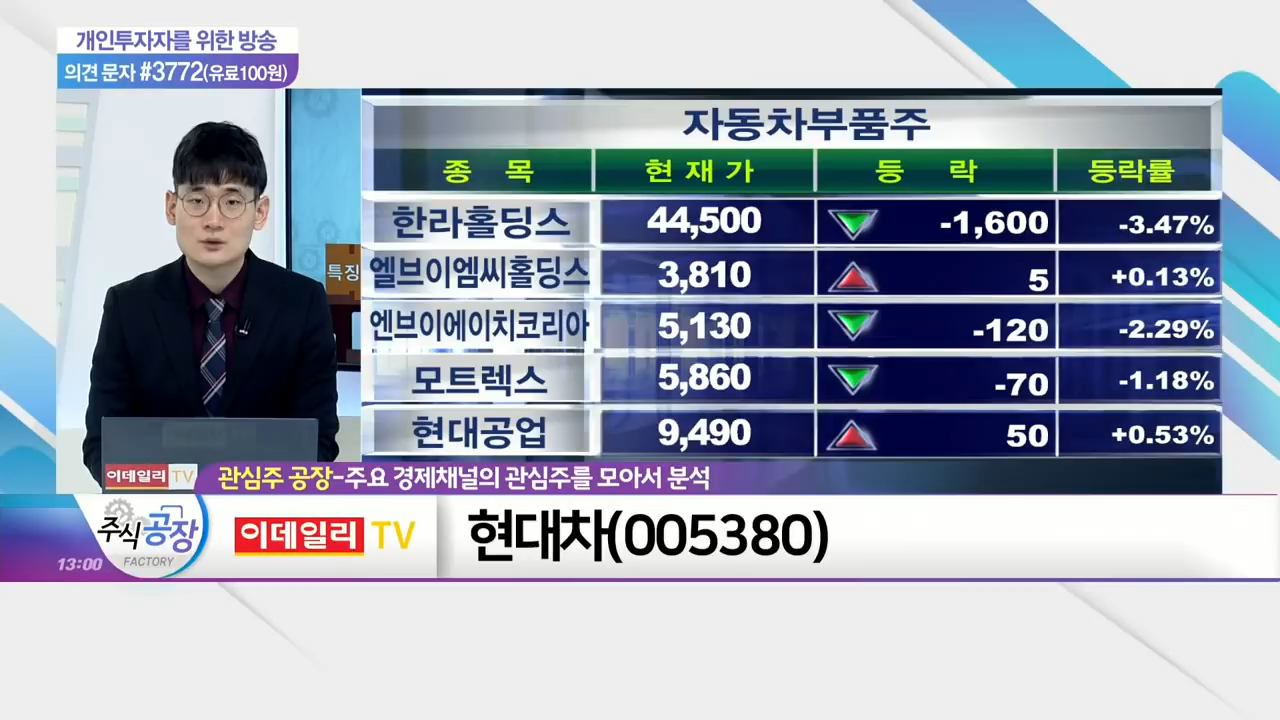 개인투자자를 위한 방송
의견 문자 #3772(유료100원)
특징
자동차부품주
종 목 현 재 가 등 락 등락률
한라홀딩스 44,500 -1,600 -3.47%
엘브이엠씨홀딩스 3,810 5 +0.13%
엔브이에이치코리아 5,130 -120 -2.29%
모트렉스 5,860 -70 -1.18%
현대공업 9,490 50 +0.53%
이데일리 TV
관심주 공장-주요 경제채널의 관심주를 모아서 분석
13:00
주식공장
FACTORY
이데일리 TV
현대차(005380)